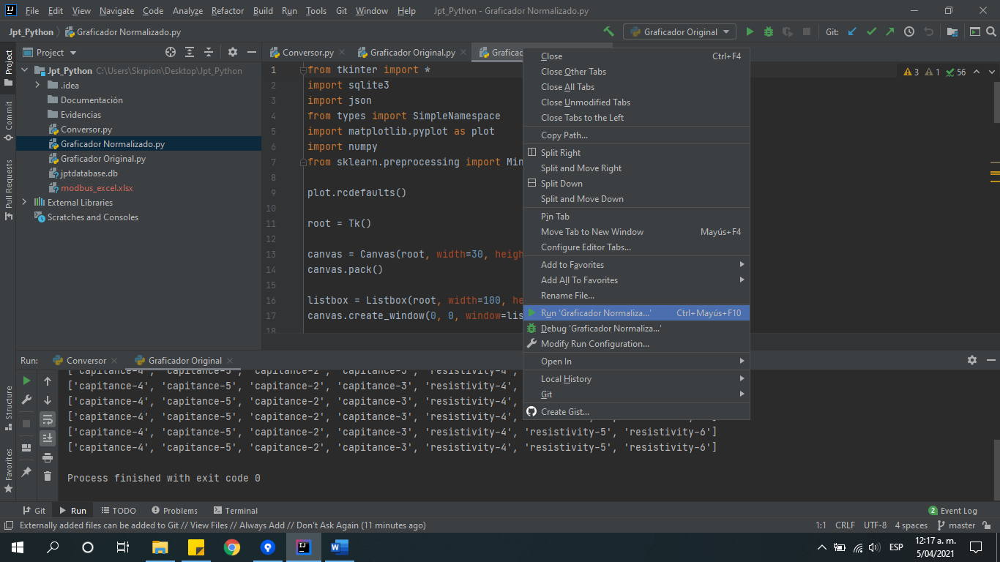 File Edit View Navigate Code Analyze Refactor Build Run Tools Git Window Help Jpt_Python - Graficador Normalizado.py
Jpt_Python Graficador Normalizado.py Graficador Original Git:
Project
Conversor.py Graficador Original.py Graficad
Jpt_Python C:\Users\Skrpion\Desktop\Jpt_Python
.idea
Documentación
Evidencias
Conversor.py
Graficador Normalizado.py
Graficador Original.py
jptdatabase.db
modbus_excel.xlsx
External Libraries
Scratches and Consoles
Project
Commit
Pull Requests
Structure
Favorites
1 from tkinter import *
2 import sqlite3
3 import json
4 from types import SimpleNamespace
5 import matplotlib.pyplot as plot
6 import numpy
7 from sklearn.preprocessing import Min
8
9 plot.rcdefaults()
10
11 root = Tk()
12
13 canvas = Canvas(root, width=30, heigh
14 canvas.pack()
15
16 listbox = Listbox(root, width=100, he
17 canvas.create_window(0, 0, window=lis
18
3 1 56
Close Ctrl+F4
Close Other Tabs
Close All Tabs
Close Unmodified Tabs
Close Tabs to the Left
Copy Path...
Split Right
Split and Move Right
Split Down
Split and Move Down
Pin Tab
Move Tab to New Window Mayús+F4
Configure Editor Tabs...
Add to Favorites
Add All To Favorites
Rename File...
Run 'Graficador Normaliza...' Ctrl+Mayús+F10
Debug 'Graficador Normaliza...'
Modify Run Configuration...
Open In
Local History
Git
Create Gist...
Run: Conversor Graficador Original
['capitance-4', 'capitance-5', 'capitance-2', 'capitance-3', 'resistivity-4',
['capitance-4', 'capitance-5', 'capitance-2', 'capitance-3', 'resistivity-4',
['capitance-4', 'capitance-5', 'capitance-2', 'capitance-3', 'resistivity-4',
['capitance-4', 'capitance-5', 'capitance-2', 'capitance-3', 'resistivity-4',
['capitance-4', 'capitance-5', 'capitance-2', 'capitance-3', 'resistivity-4', 'resistivity-5', 'resistivity-6']
['capitance-4', 'capitance-5', 'capitance-2', 'capitance-3', 'resistivity-4', 'resistivity-5', 'resistivity-6']
Process finished with exit code 0
Git Run TODO Problems Terminal 2 Event Log
Externally added files can be added to Git // View Files // Always Add // Don't Ask Again (11 minutes ago) 1:1 CRLF UTF-8 4 spaces master
ESP 12:17 a. m.
5/04/2021